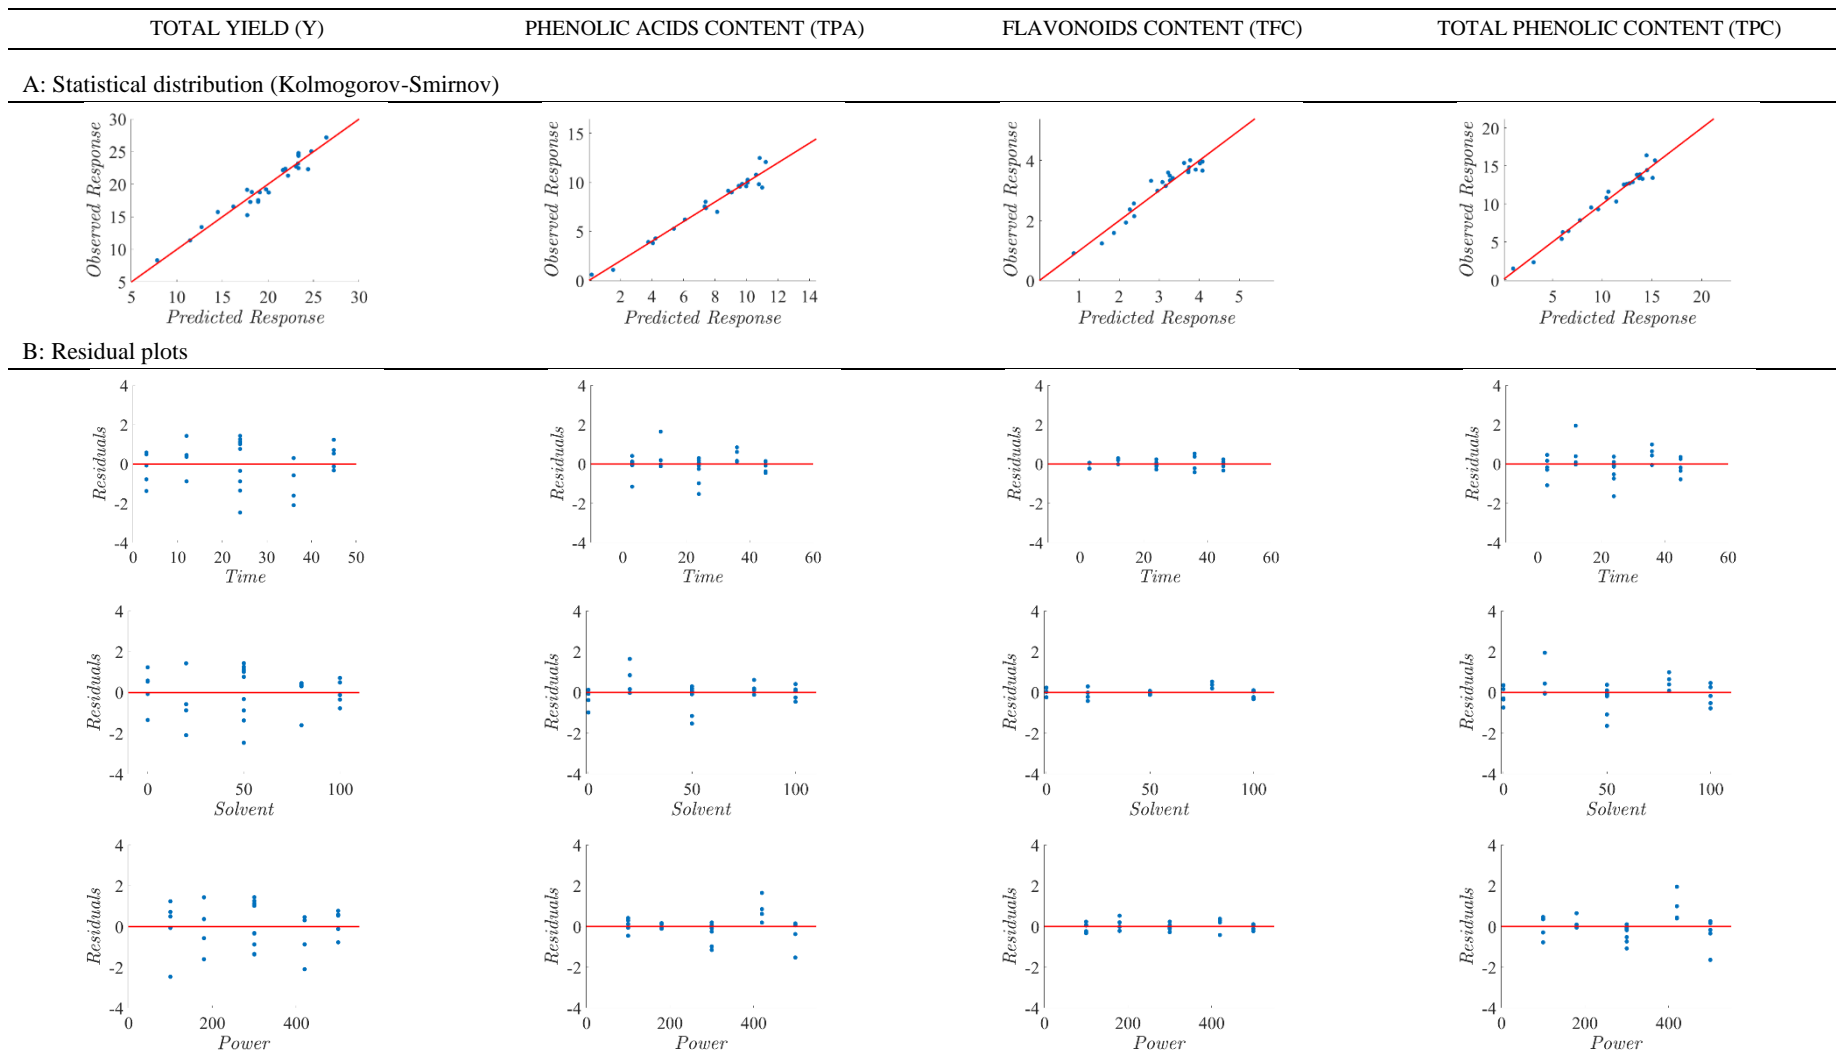 TOTAL YIELD (Y) PHENOLIC ACIDS CONTENT (TPA) FLAVONOIDS CONTENT (TFC) TOTAL PHENOLIC CONTENT (TPC)
A: Statistical distribution (Kolmogorov-Smirnov)
Observed Response Observed Response Observed Response Observed Response
30 25 20 15 10 5
15 10 5 0
4 2 0
20 15 10 5 0
5 10 15 20 25 30 2 4 6 8 10 12 14 1 2 3 4 5 5 10 15 20
Predicted Response Predicted Response Predicted Response Predicted Response
B: Residual plots
Residuals Residuals Residuals Residuals
4 2 0 -2 -4
4 2 0 -2 -4
4 2 0 -2 -4
4 2 0 -2 -4
0 10 20 30 40 50 0 20 40 60 0 20 40 60 0 20 40 60
Time Time Time Time
Residuals Residuals Residuals Residuals
4 2 0 -2 -4
4 2 0 -2 -4
4 2 0 -2 -4
4 2 0 -2 -4
0 50 100 0 50 100 0 50 100 0 50 100
Solvent Solvent Solvent Solvent
Residuals Residuals Residuals Residuals
4 2 0 -2 -4
4 2 0 -2 -4
4 2 0 -2 -4
4 2 0 -2 -4
0 200 400 0 200 400 0 200 400 0 200 400
Power Power Power Power